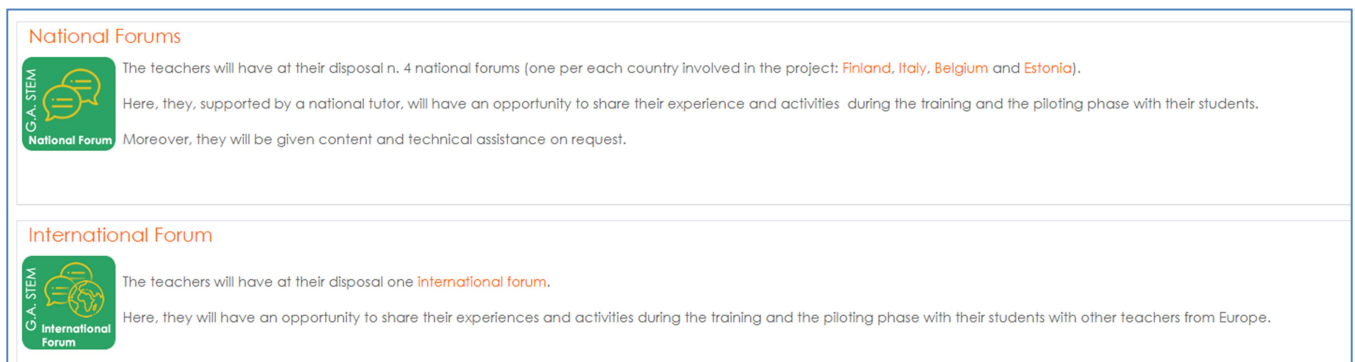 National Forums
G.A. STEM
National Forum
The teachers will have at their disposal n. 4 national forums (one per each country involved in the project: Finland, Italy, Belgium and Estonia).
Here, they, supported by a national tutor, will have an opportunity to share their experience and activities during the training and the piloting phase with their students.
Moreover, they will be given content and technical assistance on request.
International Forum
G.A. STEM
International
Forum
The teachers will have at their disposal one international forum.
Here, they will have an opportunity to share their experiences and activities during the training and the piloting phase with their students with other teachers from Europe.